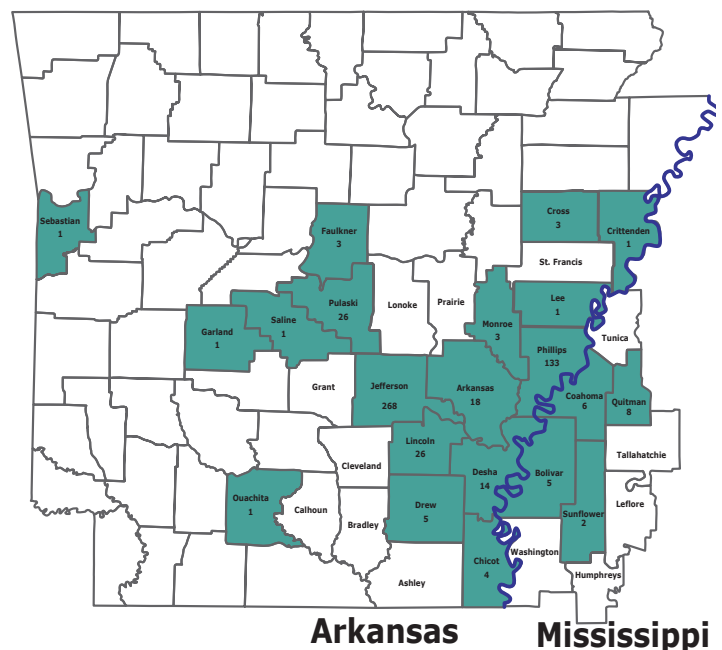 Sebastian
1
Faulkner
3
Cross
3
Crittenden
1
St. Francis
Pulaski
26
Lonoke
Prairie
Lee
1
Saline
1
Garland
1
Monroe
3
Tunica
Phillips
133
Grant
Jefferson
268
Arkansas
18
Coahoma
6
Quitman
8
Lincoln
26
Cleveland
Desha
14
Bolivar
5
Tallahatchie
Ouachita
1
Calhoun
Bradley
Drew
5
Sunflower
2
Leflore
Washington
Chicot
4
Ashley
Humphreys
Arkansas
Mississippi